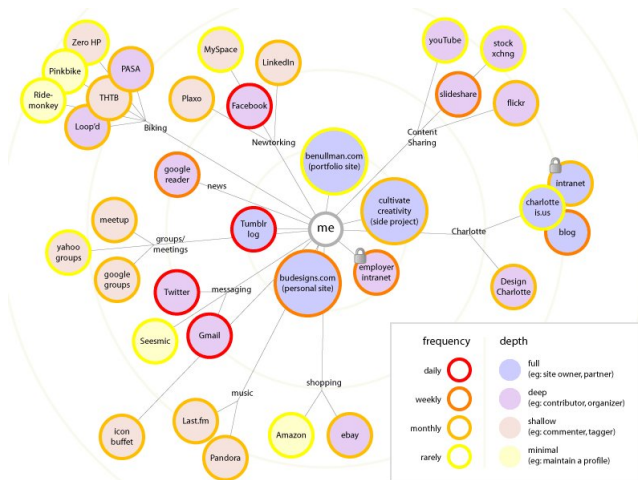 Zero HP
Pinkbike
PASA
Ride-
monkey
THTB
Loop'd
Biking
MySpace
LinkedIn
Plaxo
Facebook
Newtorking
youTube
stock
xchng
slideshare
flickr
Content
Sharing
benullman.com
(portfolio site)
google
reader
news
cultivate
creativity
(side project)
intranet
charlotte
is.us
blog
Charlotte
Design
Charlotte
me
Tumblr
log
meetup
groups/
meetings
yahoo
groups
google
groups
employer
intranet
budesigns.com
(personal site)
Twitter
messaging
Seesmic
Gmail
icon
buffet
music
Last.fm
Pandora
shopping
Amazon
ebay
frequency
daily
weekly
monthly
rarely
depth
full
(eg: site owner, partner)
deep
(eg: contributor, organizer)
shallow
(eg: commenter, tagger)
minimal
(eg: maintain a profile)